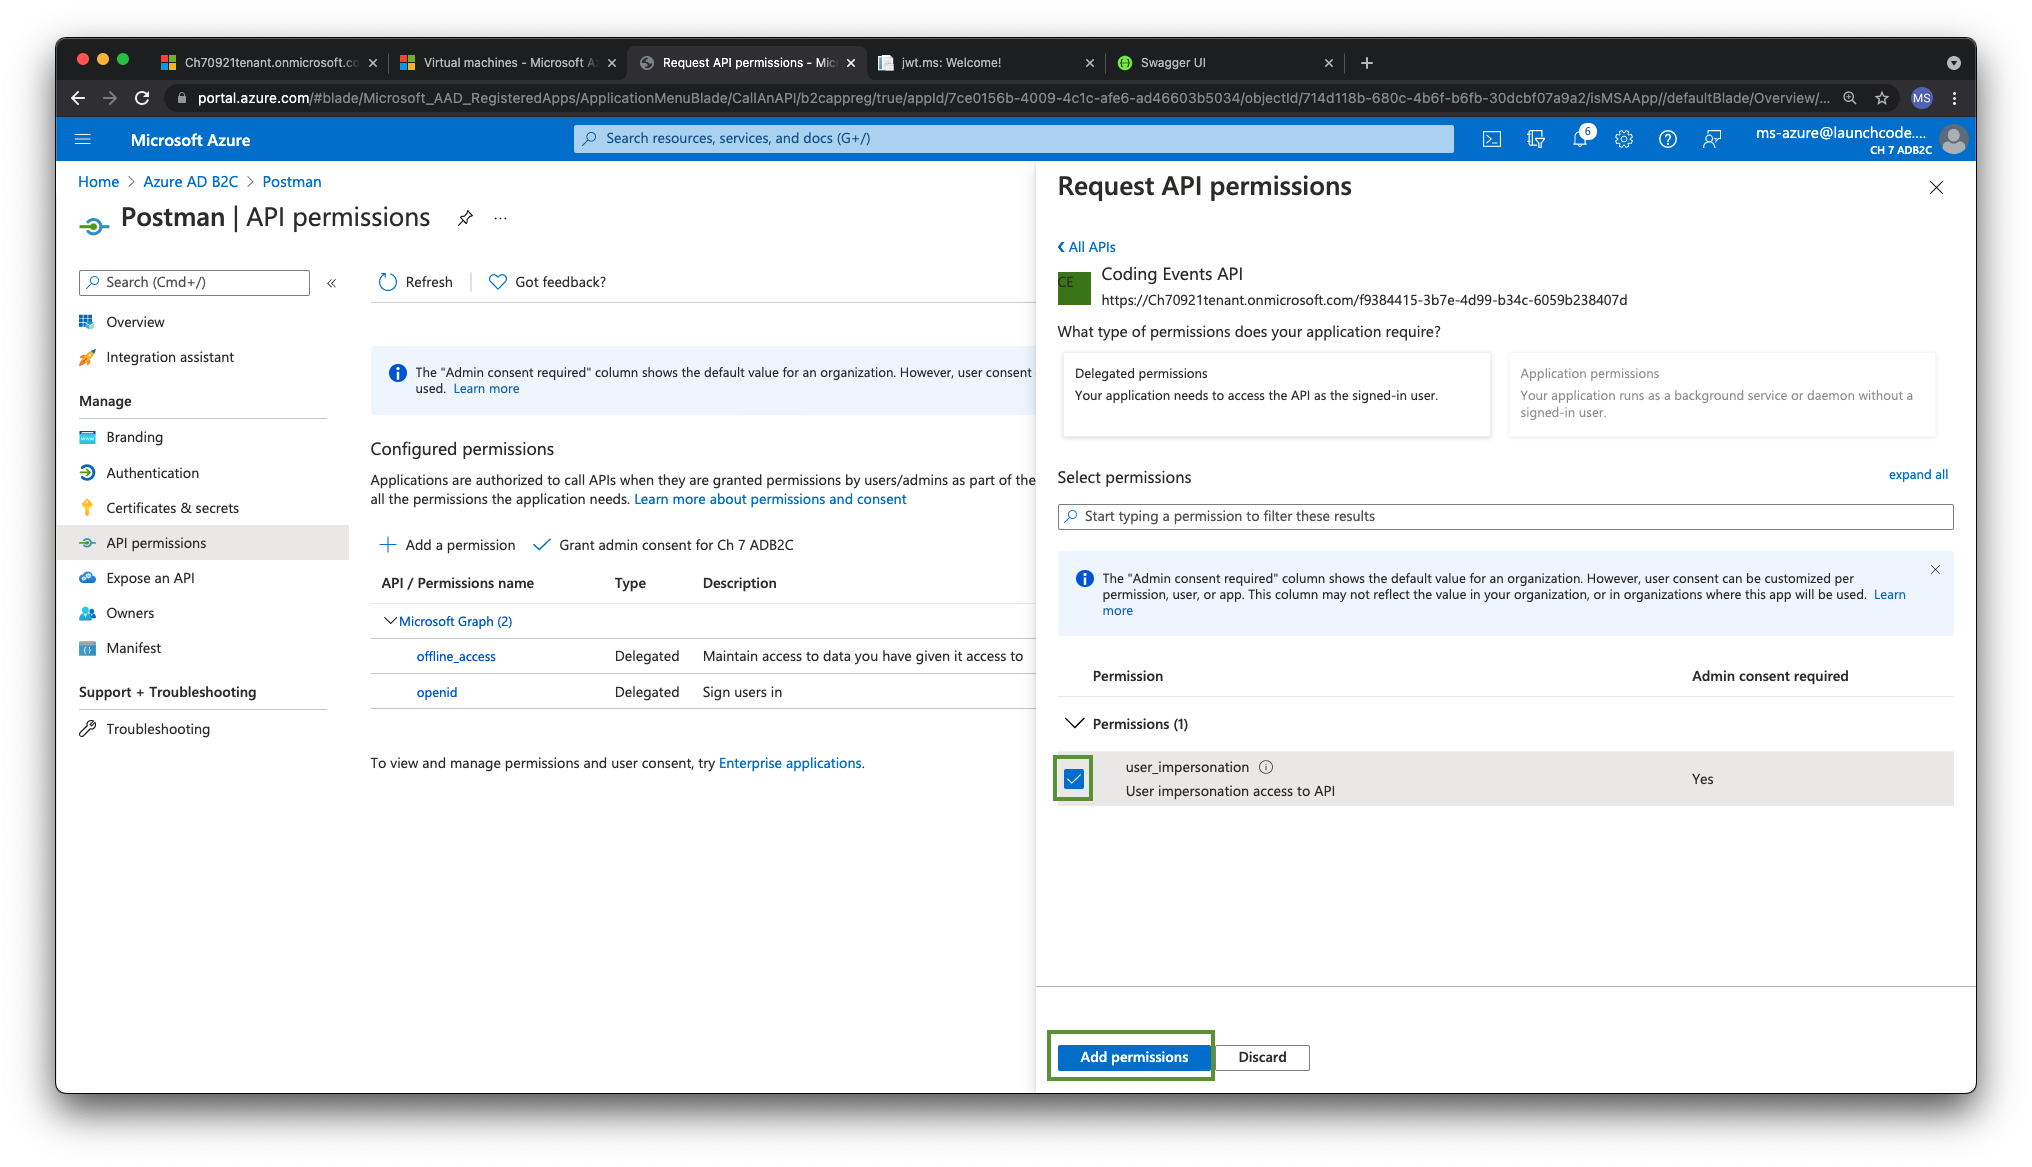 Ch70921tenant.onmicrosoft.co
Virtual machines - Microsoft A
Request API permissions - Mic
jwt.ms: Welcome!
Swagger UI
portal.azure.com/#blade/Microsoft_AAD_RegisteredApps/ApplicationMenuBlade/CallAnAPI/b2cappreg/true/appId/7ce0156b-4009-4c1c-afe6-ad46603b5034/objectId/714d118b-680c-4b6f-b6fb-30dcbf07a9a2/isMSAApp//defaultBlade/Overview/...
MS
Microsoft Azure
Search resources, services, and docs (G+/)
6
ms-azure@launchcode....
CH 7 ADB2C
Home > Azure AD B2C > Postman
Postman | API permissions
...
Search (Cmd+/)
«
Overview
Integration assistant
Manage
Branding
Authentication
Certificates & secrets
API permissions
Expose an API
Owners
Manifest
Support + Troubleshooting
Troubleshooting
Refresh
Got feedback?
The "Admin consent required" column shows the default value for an organization. However, user consent
used. Learn more
Configured permissions
Applications are authorized to call APIs when they are granted permissions by users/admins as part of the
all the permissions the application needs. Learn more about permissions and consent
Add a permission
Grant admin consent for Ch 7 ADB2C
API / Permissions name Type Description
Microsoft Graph (2)
offline_access Delegated Maintain access to data you have given it access to
openid Delegated Sign users in
To view and manage permissions and user consent, try Enterprise applications.
Request API permissions
All APIs
CE
Coding Events API
https://Ch70921tenant.onmicrosoft.com/f9384415-3b7e-4d99-b34c-6059b238407d
What type of permissions does your application require?
Delegated permissions
Your application needs to access the API as the signed-in user.
Application permissions
Your application runs as a background service or daemon without a
signed-in user.
Select permissions
expand all
Start typing a permission to filter these results
The "Admin consent required" column shows the default value for an organization. However, user consent can be customized per
permission, user, or app. This column may not reflect the value in your organization, or in organizations where this app will be used. Learn
more
Permission Admin consent required
Permissions (1)
user_impersonation
User impersonation access to API
Yes
Add permissions
Discard